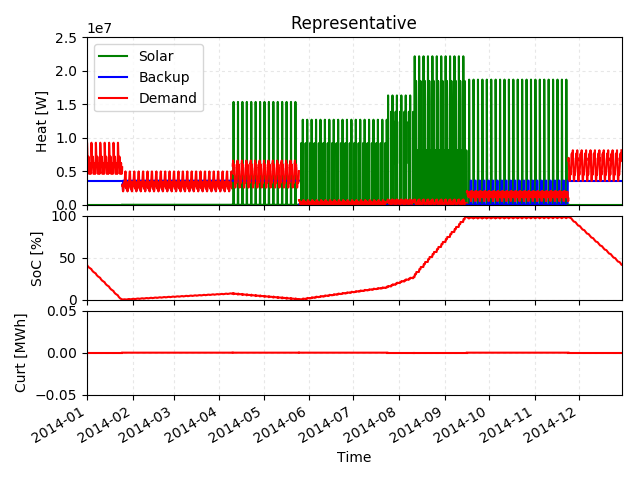 Representative
1e7
2.5
2.0
1.5
1.0
0.5
0.0
Heat [W]
Solar
Backup
Demand
100
50
0
SoC [%]
0.05
0.00
−0.05
Curt [MWh]
2014-01
2014-02
2014-03
2014-04
2014-05
2014-06
2014-07
2014-08
2014-09
2014-10
2014-11
2014-12
Time